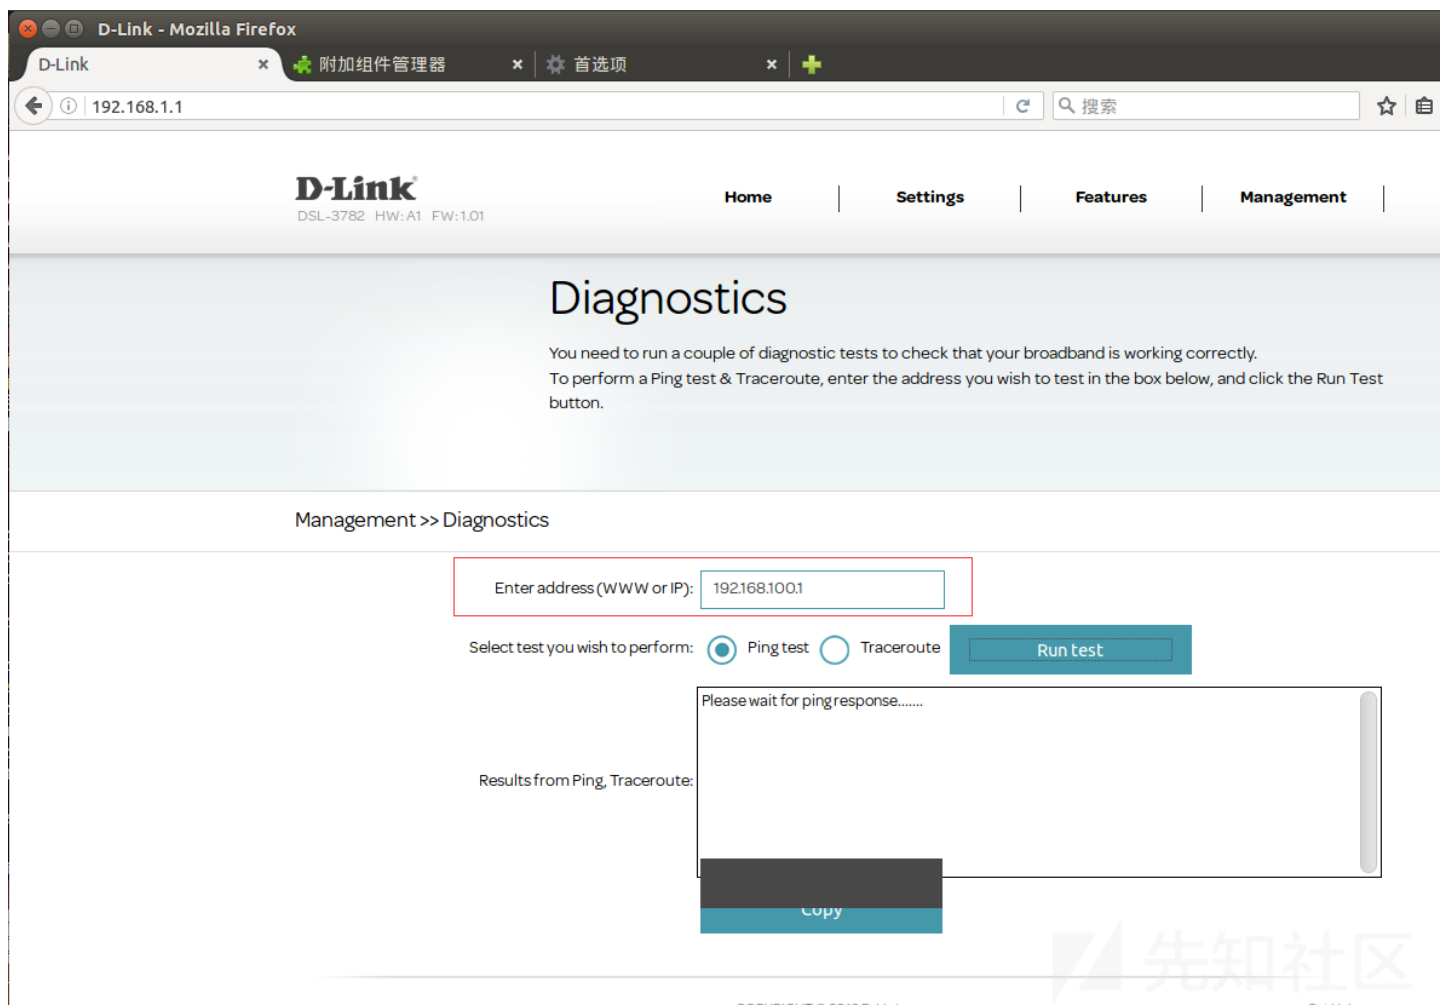 D-Link - Mozilla Firefox
D-Link 附加组件管理器 首选项
192.168.1.1 搜索
D-Link
DSL-3782 HW: A1 FW:1.01
Home Settings Features Management
Diagnostics
You need to run a couple of diagnostic tests to check that your broadband is working correctly.
To perform a Ping test & Traceroute, enter the address you wish to test in the box below, and click the Run Test
button.
Management >> Diagnostics
Enter address (WWW or IP): 192.168.100.1
Select test you wish to perform: Ping test Traceroute Run test
Please wait for ping response.......
Results from Ping, Traceroute:
Copy
先知社区